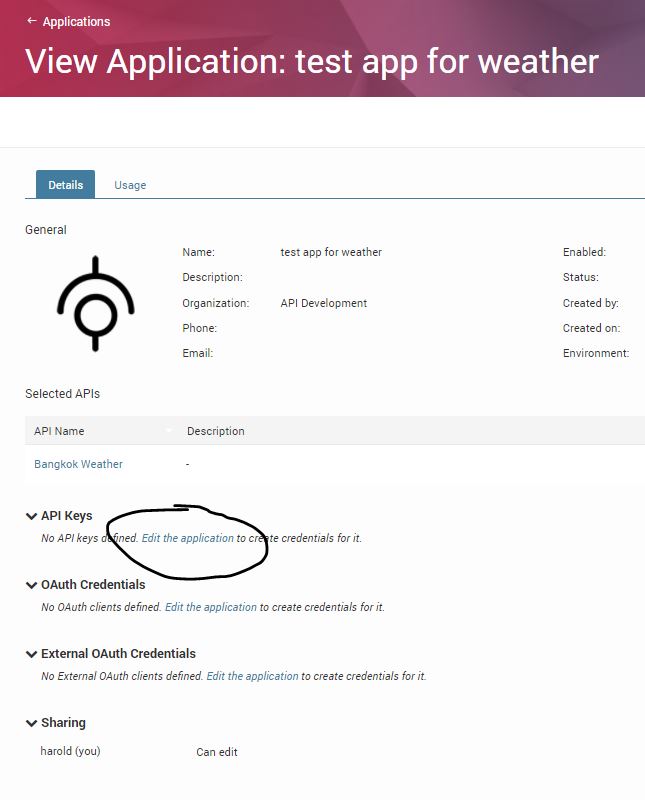 ← Applications
View Application: test app for weather
Details Usage
General
Name: test app for weather Enabled:
Description: Status:
Organization: API Development Created by:
Phone: Created on:
Email: Environment:
Selected APIs
API Name Description
Bangkok Weather -
API Keys
No API keys defined. Edit the application to create credentials for it.
OAuth Credentials
No OAuth clients defined. Edit the application to create credentials for it.
External OAuth Credentials
No External OAuth clients defined. Edit the application to create credentials for it.
Sharing
harold (you) Can edit